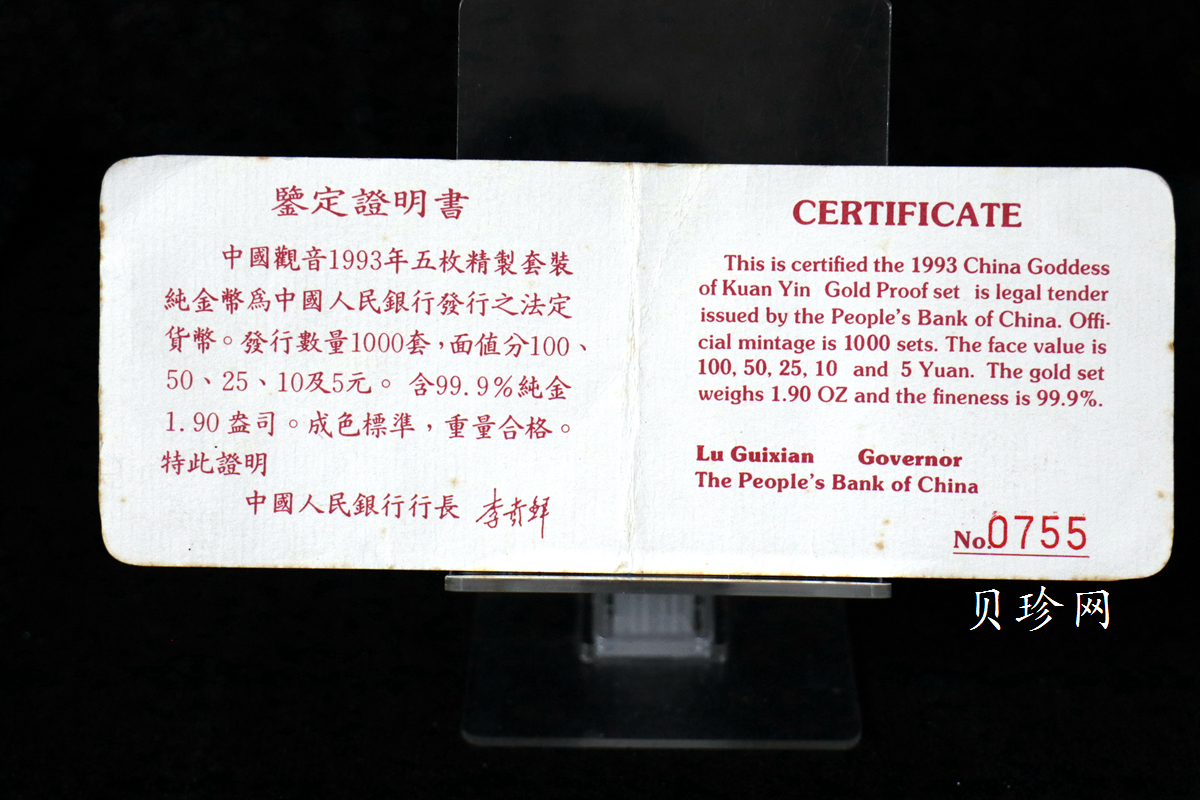 鑒定證明書
中國觀音1993年五枚精製套裝
純金幣爲中國人民銀行發行之法定
貨幣。發行數量1000套,面値分100、
50、25、10及5元。 含99.9%純金
1.90 盎司。成色標準,重量合格。
特此證明
中國人民銀行行長 李贵鲜
CERTIFICATE
This is certified the 1993 China Goddess
of Kuan Yin Gold Proof set is legal tender
issued by the People's Bank of China. Offi-
cial mintage is 1000 sets. The face value is
100, 50, 25, 10 and 5 Yuan. The gold set
weighs 1.90 OZ and the fineness is 99.9%.
Lu Guixian Governor
The People's Bank of China
No.0755
贝珍网